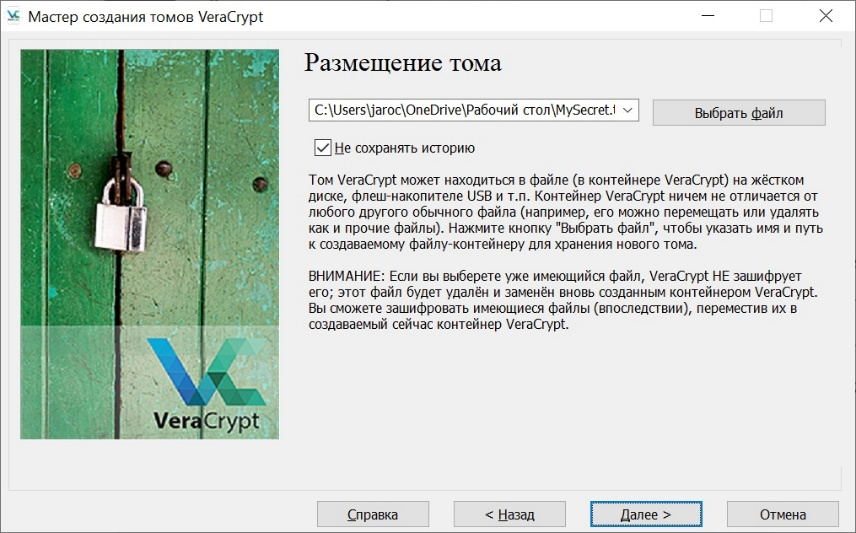 Мастер создания томов VeraCrypt
Размещение тома
C:\Users\jaroc\OneDrive\Рабочий стол\MySecret.t
Выбрать файл
Не сохранять историю
Том VeraCrypt может находиться в файле (в контейнере VeraCrypt) на жёстком
диске, флеш-накопителе USB и т.п. Контейнер VeraCrypt ничем не отличается от
любого другого обычного файла (например, его можно перемещать или удалять
как и прочие файлы). Нажмите кнопку "Выбрать файл", чтобы указать имя и путь
к создаваемому файлу-контейнеру для хранения нового тома.
ВНИМАНИЕ: Если вы выберете уже имеющийся файл, VeraCrypt НЕ зашифрует
его; этот файл будет удалён и заменён вновь созданным контейнером VeraCrypt.
Вы сможете зашифровать имеющиеся файлы (впоследствии), переместив их в
создаваемый сейчас контейнер VeraCrypt.
VeraCrypt
Справка
< Назад
Далее >
Отмена